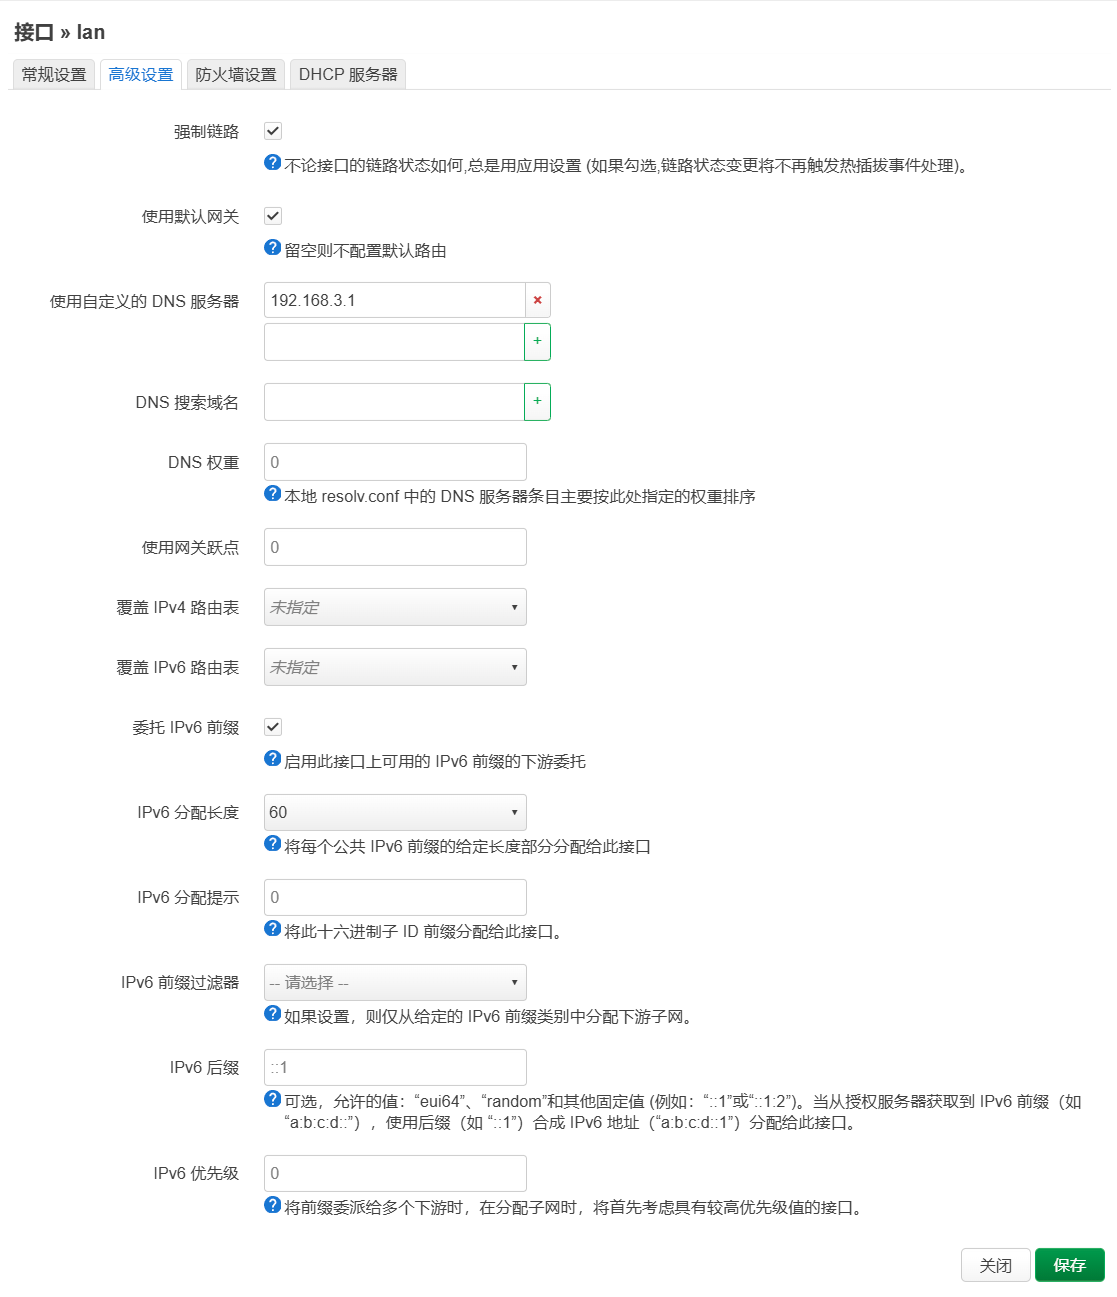 接口 » lan
常规设置 高级设置 防火墙设置 DHCP 服务器
强制链路
不论接口的链路状态如何,总是用应用设置 (如果勾选,链路状态变更将不再触发热插拔事件处理)。
使用默认网关
留空则不配置默认路由
使用自定义的 DNS 服务器 192.168.3.1 ×
+
DNS 搜索域名 +
DNS 权重 0
本地 resolv.conf 中的 DNS 服务器条目主要按此处指定的权重排序
使用网关跃点 0
覆盖 IPv4 路由表 未指定
覆盖 IPv6 路由表 未指定
委托 IPv6 前缀
启用此接口上可用的 IPv6 前缀的下游委托
IPv6 分配长度 60
将每个公共 IPv6 前缀的给定长度部分分配给此接口
IPv6 分配提示 0
将此十六进制子 ID 前缀分配给此接口。
IPv6 前缀过滤器 -- 请选择 --
如果设置，则仅从给定的 IPv6 前缀类别中分配下游子网。
IPv6 后缀 ::1
可选，允许的值：“eui64”、“random”和其他固定值 (例如：“::1”或“::1:2”)。当从授权服务器获取到 IPv6 前缀（如
“a:b:c:d::”），使用后缀（如 “::1”）合成 IPv6 地址（“a:b:c:d::1”）分配给此接口。
IPv6 优先级 0
将前缀委派给多个下游时，在分配子网时，将首先考虑具有较高优先级值的接口。
关闭 保存